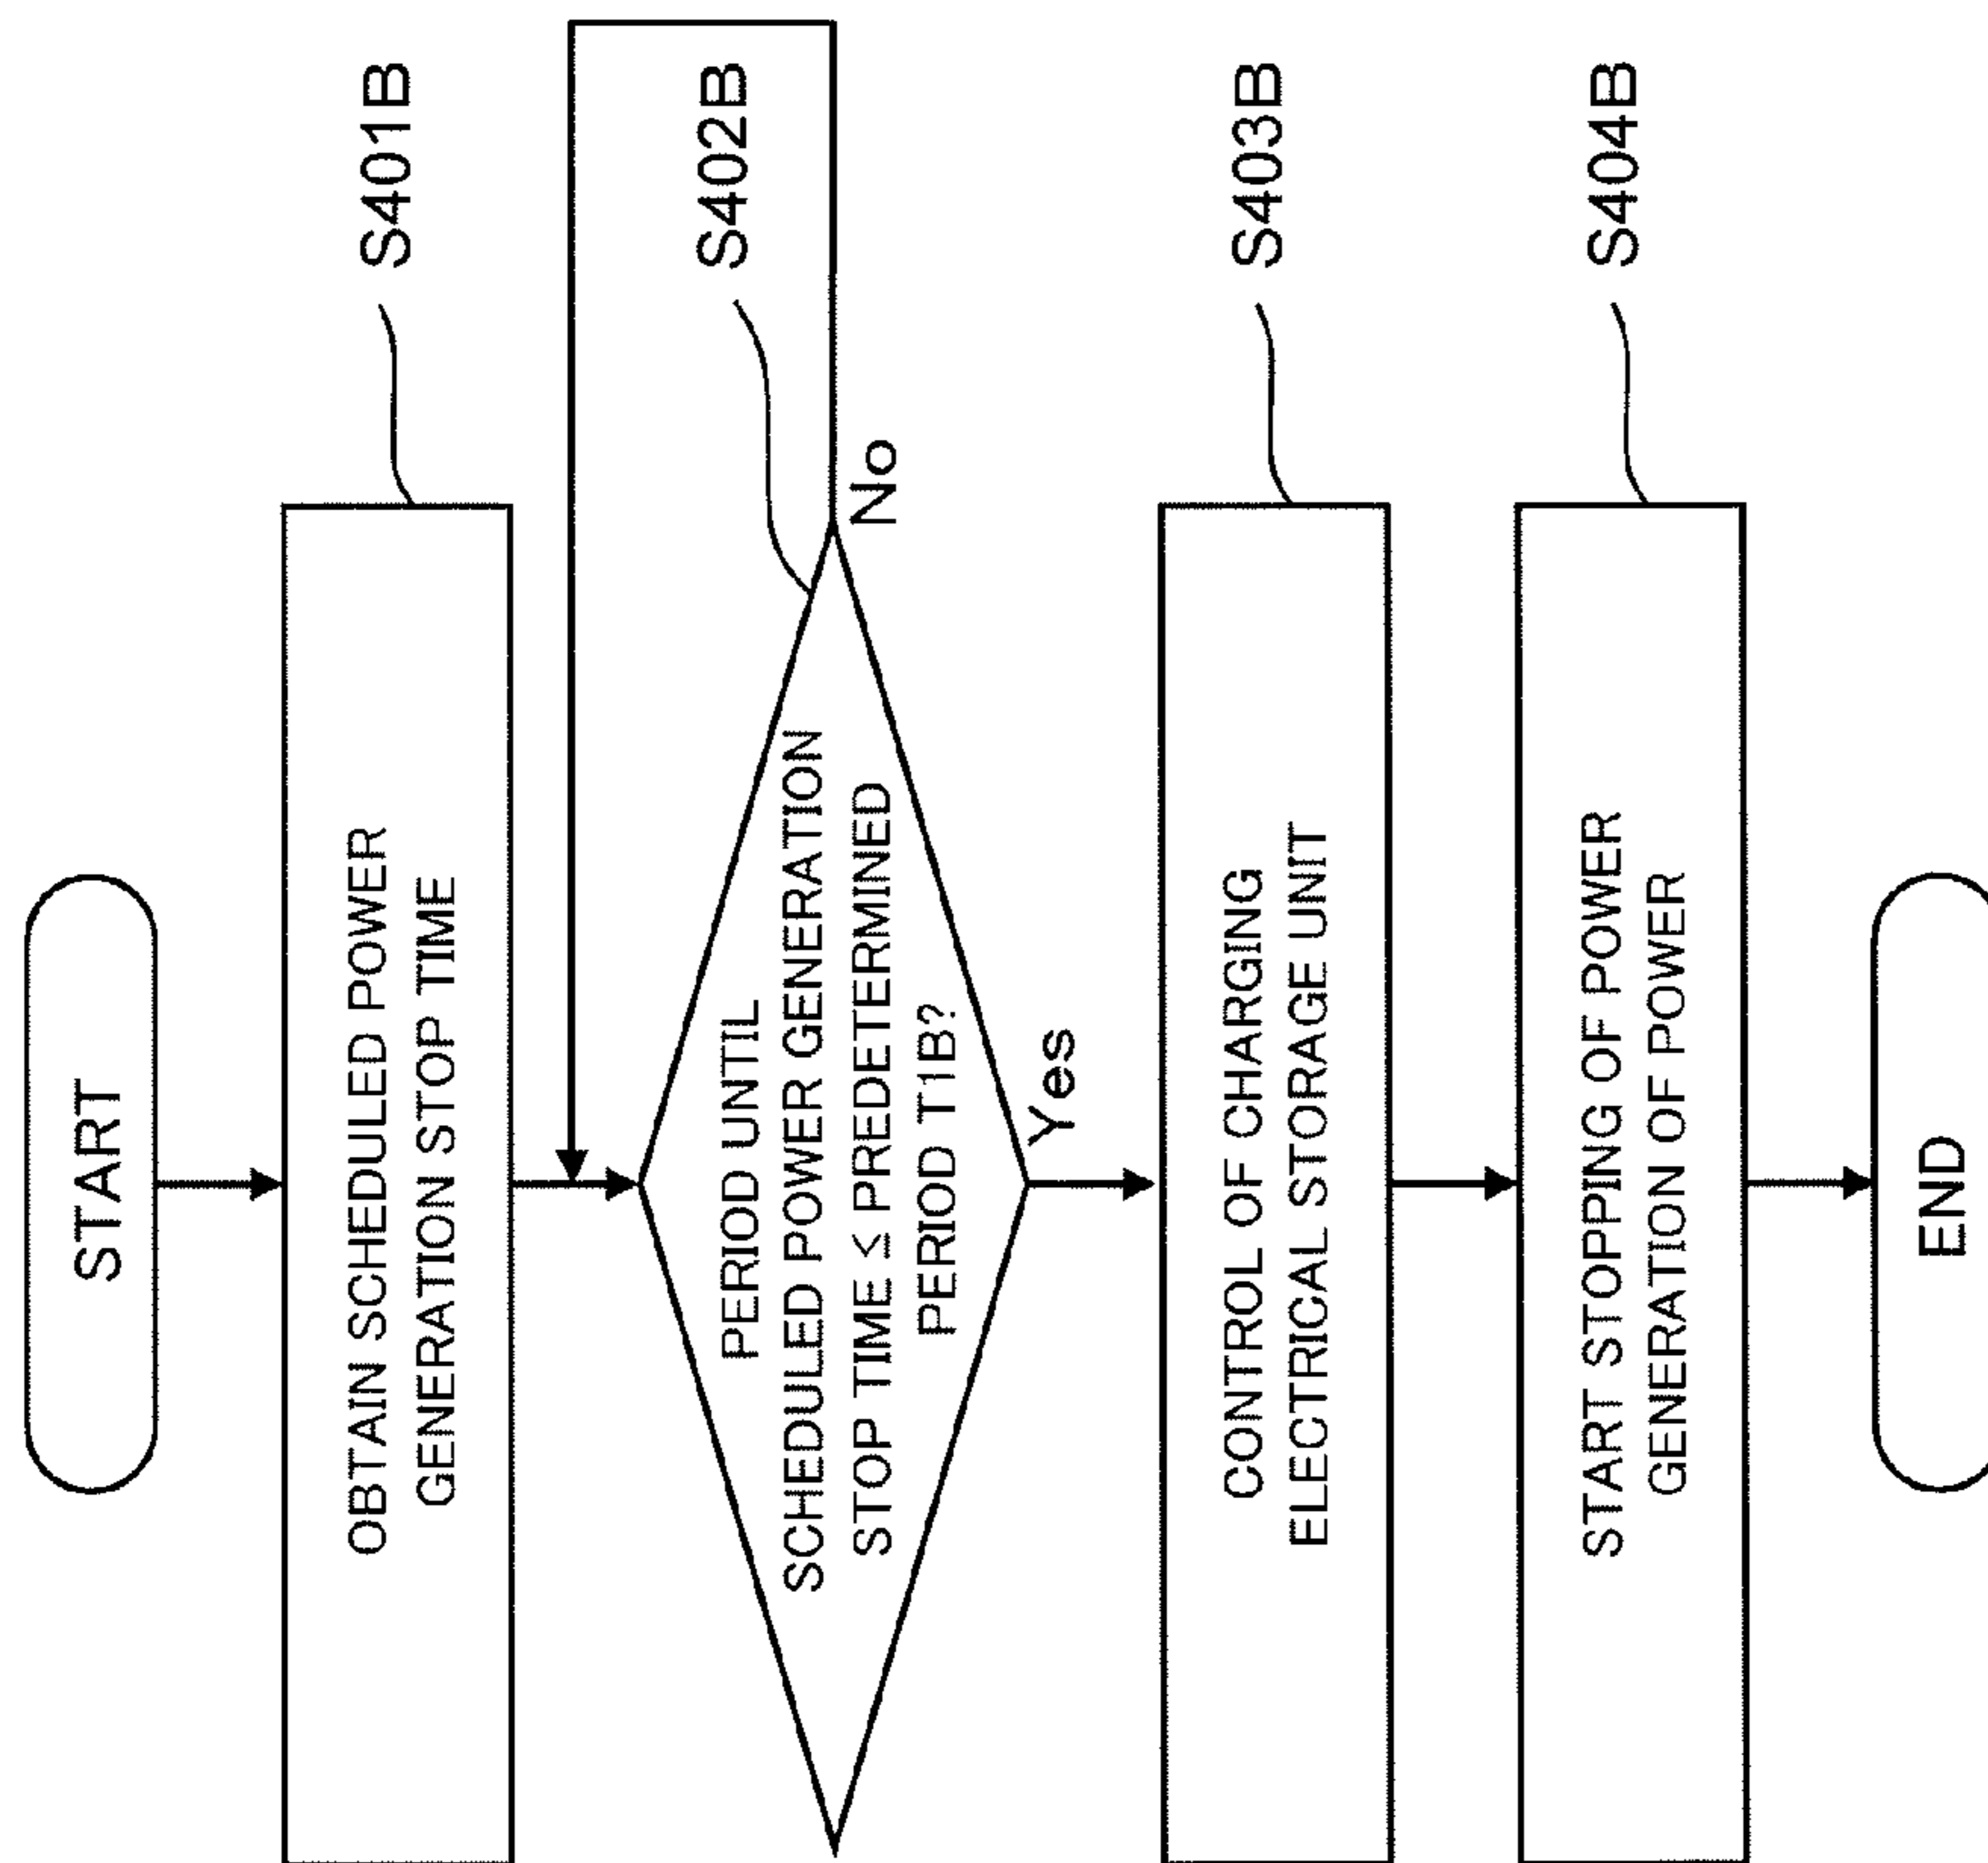 START
OBTAIN SCHEDULED POWER
GENERATION STOP TIME
S401B
PERIOD UNTIL
SCHEDULED POWER GENERATION
STOP TIME ≤ PREDETERMINED
PERIOD T1B?
S402B
No
Yes
CONTROL OF CHARGING
ELECTRICAL STORAGE UNIT
S403B
START STOPPING OF POWER
GENERATION OF POWER
S404B
END